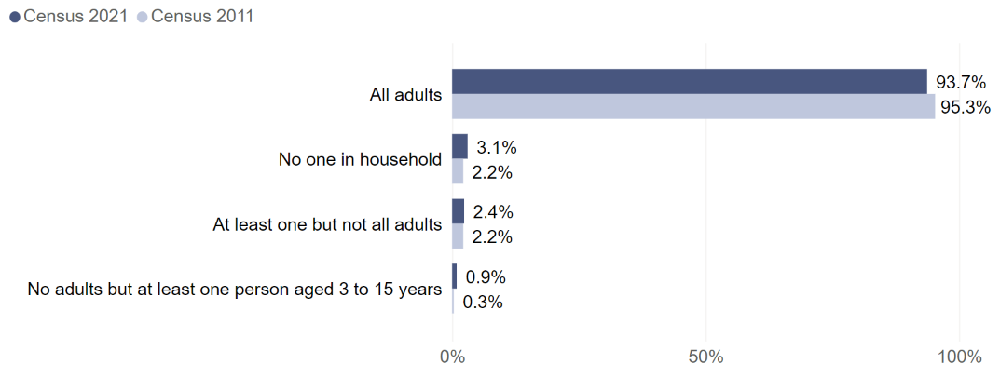 Census 2021 Census 2011
All adults
93.7%
95.3%
No one in household
3.1%
2.2%
At least one but not all adults
2.4%
2.2%
No adults but at least one person aged 3 to 15 years
0.9%
0.3%
0% 50% 100%